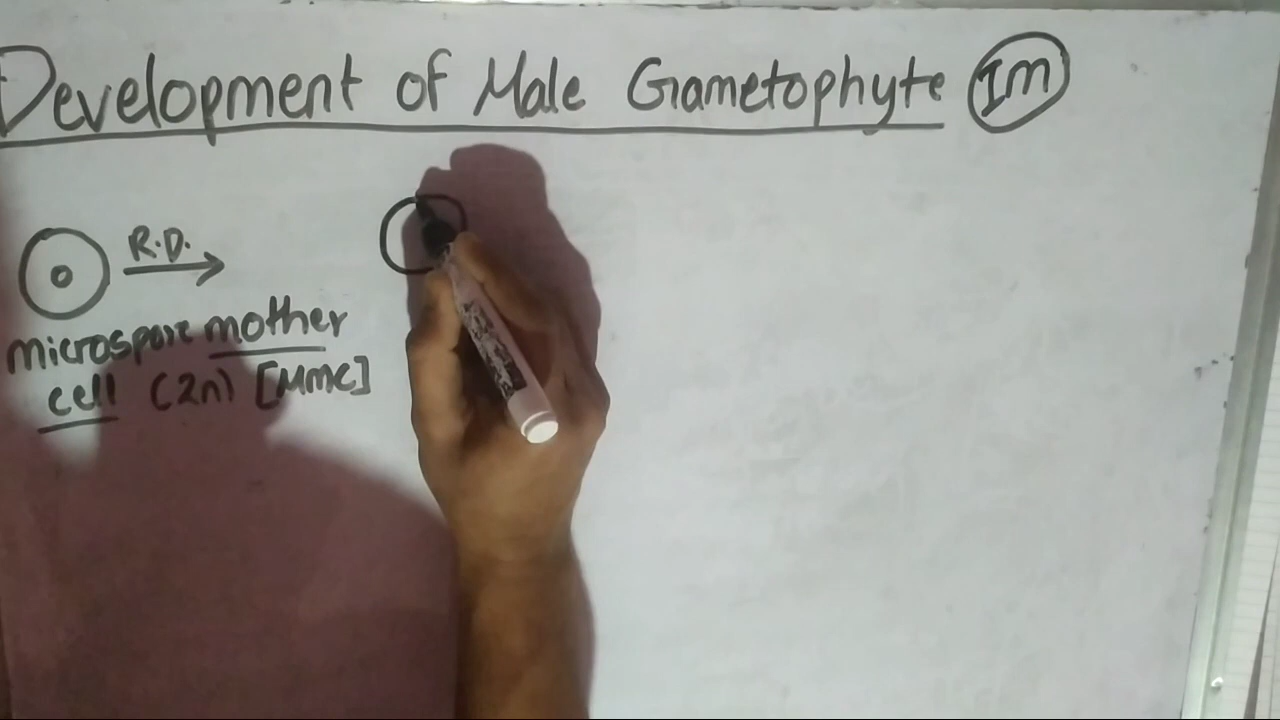 Development of Male Gametophyte Im
R.D.
microspore mother
cell (2n) [MMC]